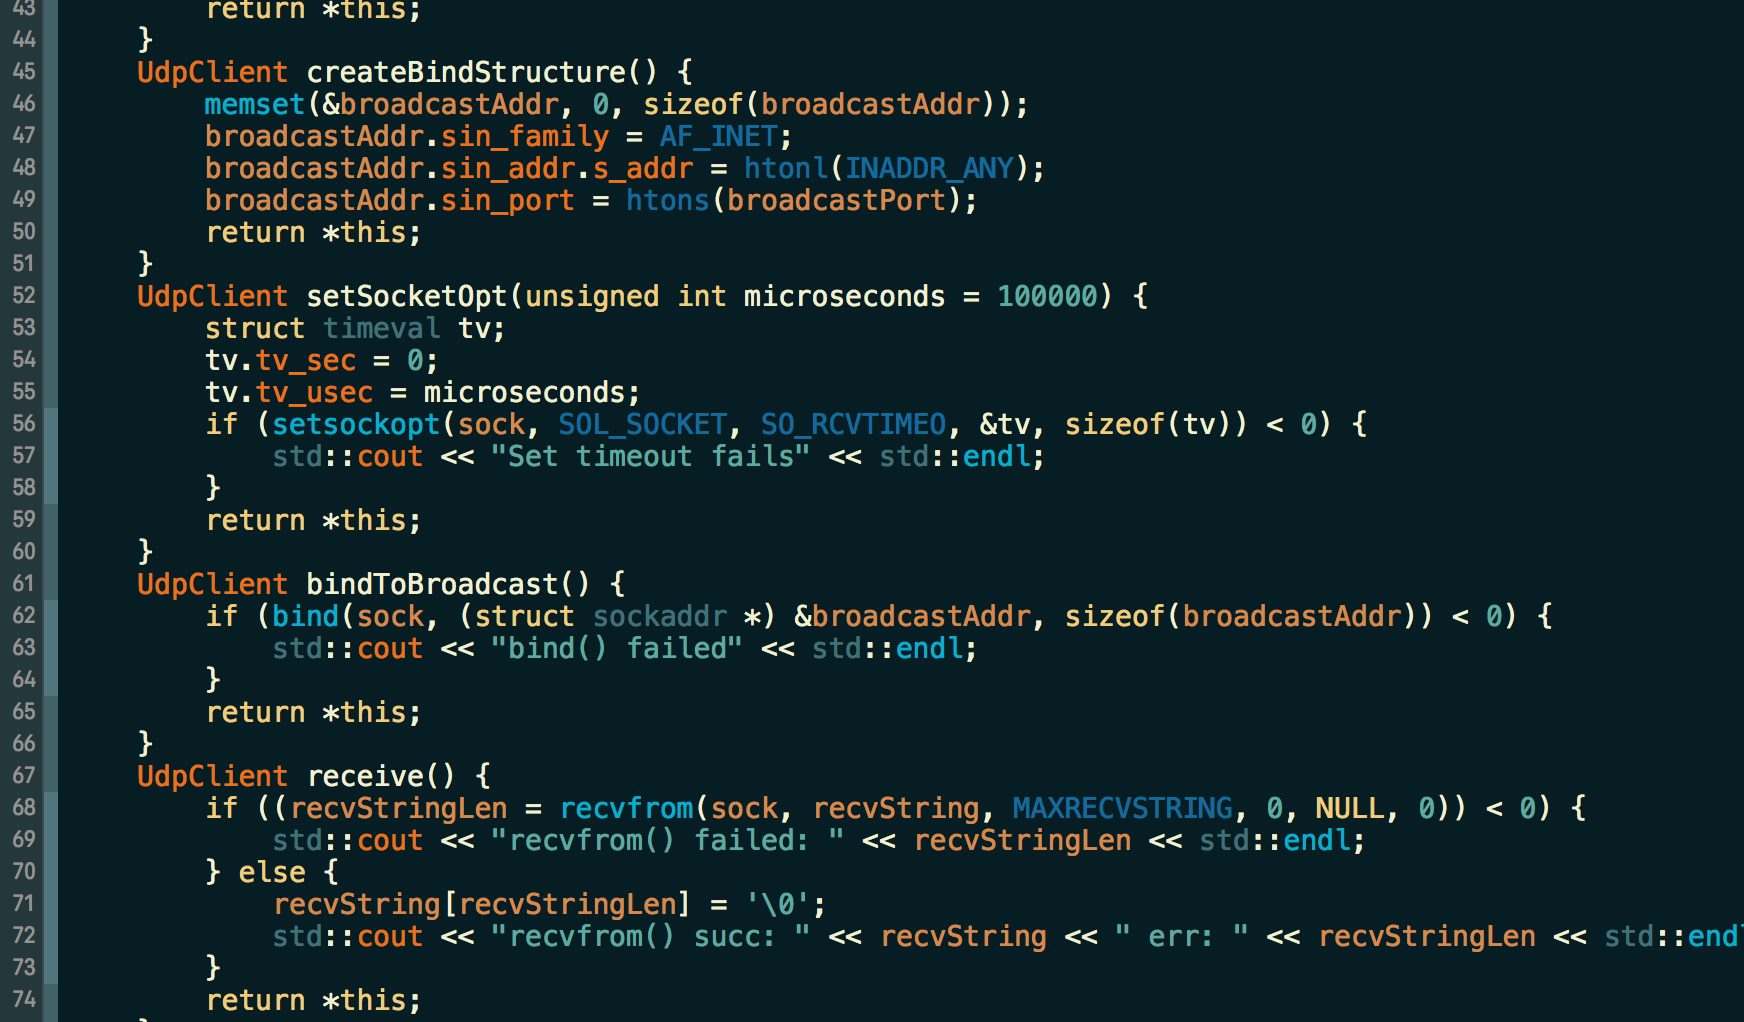 43 return *this;
44 }
45 UdpClient createBindStructure() {
46 memset(&broadcastAddr, 0, sizeof(broadcastAddr));
47 broadcastAddr.sin_family = AF_INET;
48 broadcastAddr.sin_addr.s_addr = htonl(INADDR_ANY);
49 broadcastAddr.sin_port = htons(broadcastPort);
50 return *this;
51 }
52 UdpClient setSocketOpt(unsigned int microseconds = 100000) {
53 struct timeval tv;
54 tv.tv_sec = 0;
55 tv.tv_usec = microseconds;
56 if (setsockopt(sock, SOL_SOCKET, SO_RCVTIMEO, &tv, sizeof(tv)) < 0) {
57 std::cout << "Set timeout fails" << std::endl;
58 }
59 return *this;
60 }
61 UdpClient bindToBroadcast() {
62 if (bind(sock, (struct sockaddr *) &broadcastAddr, sizeof(broadcastAddr)) < 0) {
63 std::cout << "bind() failed" << std::endl;
64 }
65 return *this;
66 }
67 UdpClient receive() {
68 if ((recvStringLen = recvfrom(sock, recvString, MAXRECVSTRING, 0, NULL, 0)) < 0) {
69 std::cout << "recvfrom() failed: " << recvStringLen << std::endl;
70 } else {
71 recvString[recvStringLen] = '\0';
72 std::cout << "recvfrom() succ: " << recvString << " err: " << recvStringLen << std::endl
73 }
74 return *this;